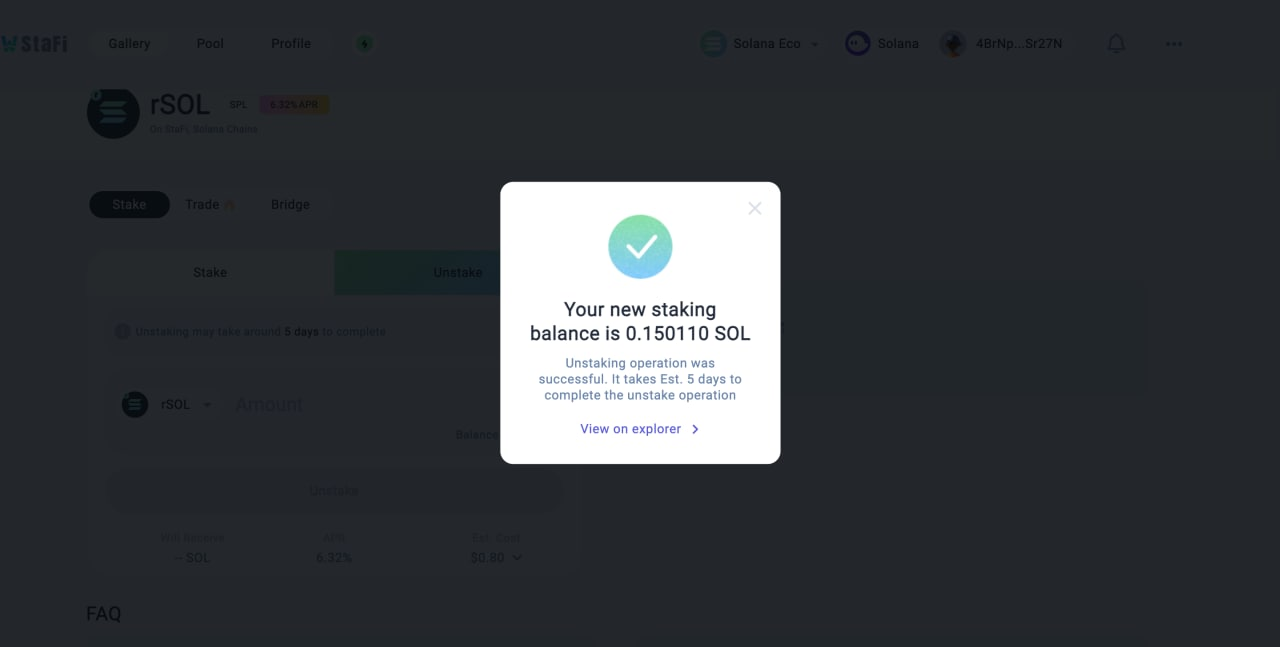 StaFi
Gallery
Pool
Profile
Solana Eco
Solana
4BrNp...Sr27N
rSOL
SPL
6.32% APR
On StaFi, Solana Chains
Stake
Trade
Bridge
Stake
Unstake
Unstaking may take around 5 days to complete
rSOL
Amount
Balance
Unstake
Will Receive
APR
Est. Cost
-- SOL
6.32%
$0.80
FAQ
Your new staking
balance is 0.150110 SOL
Unstaking operation was
successful. It takes Est. 5 days to
complete the unstake operation
View on explorer